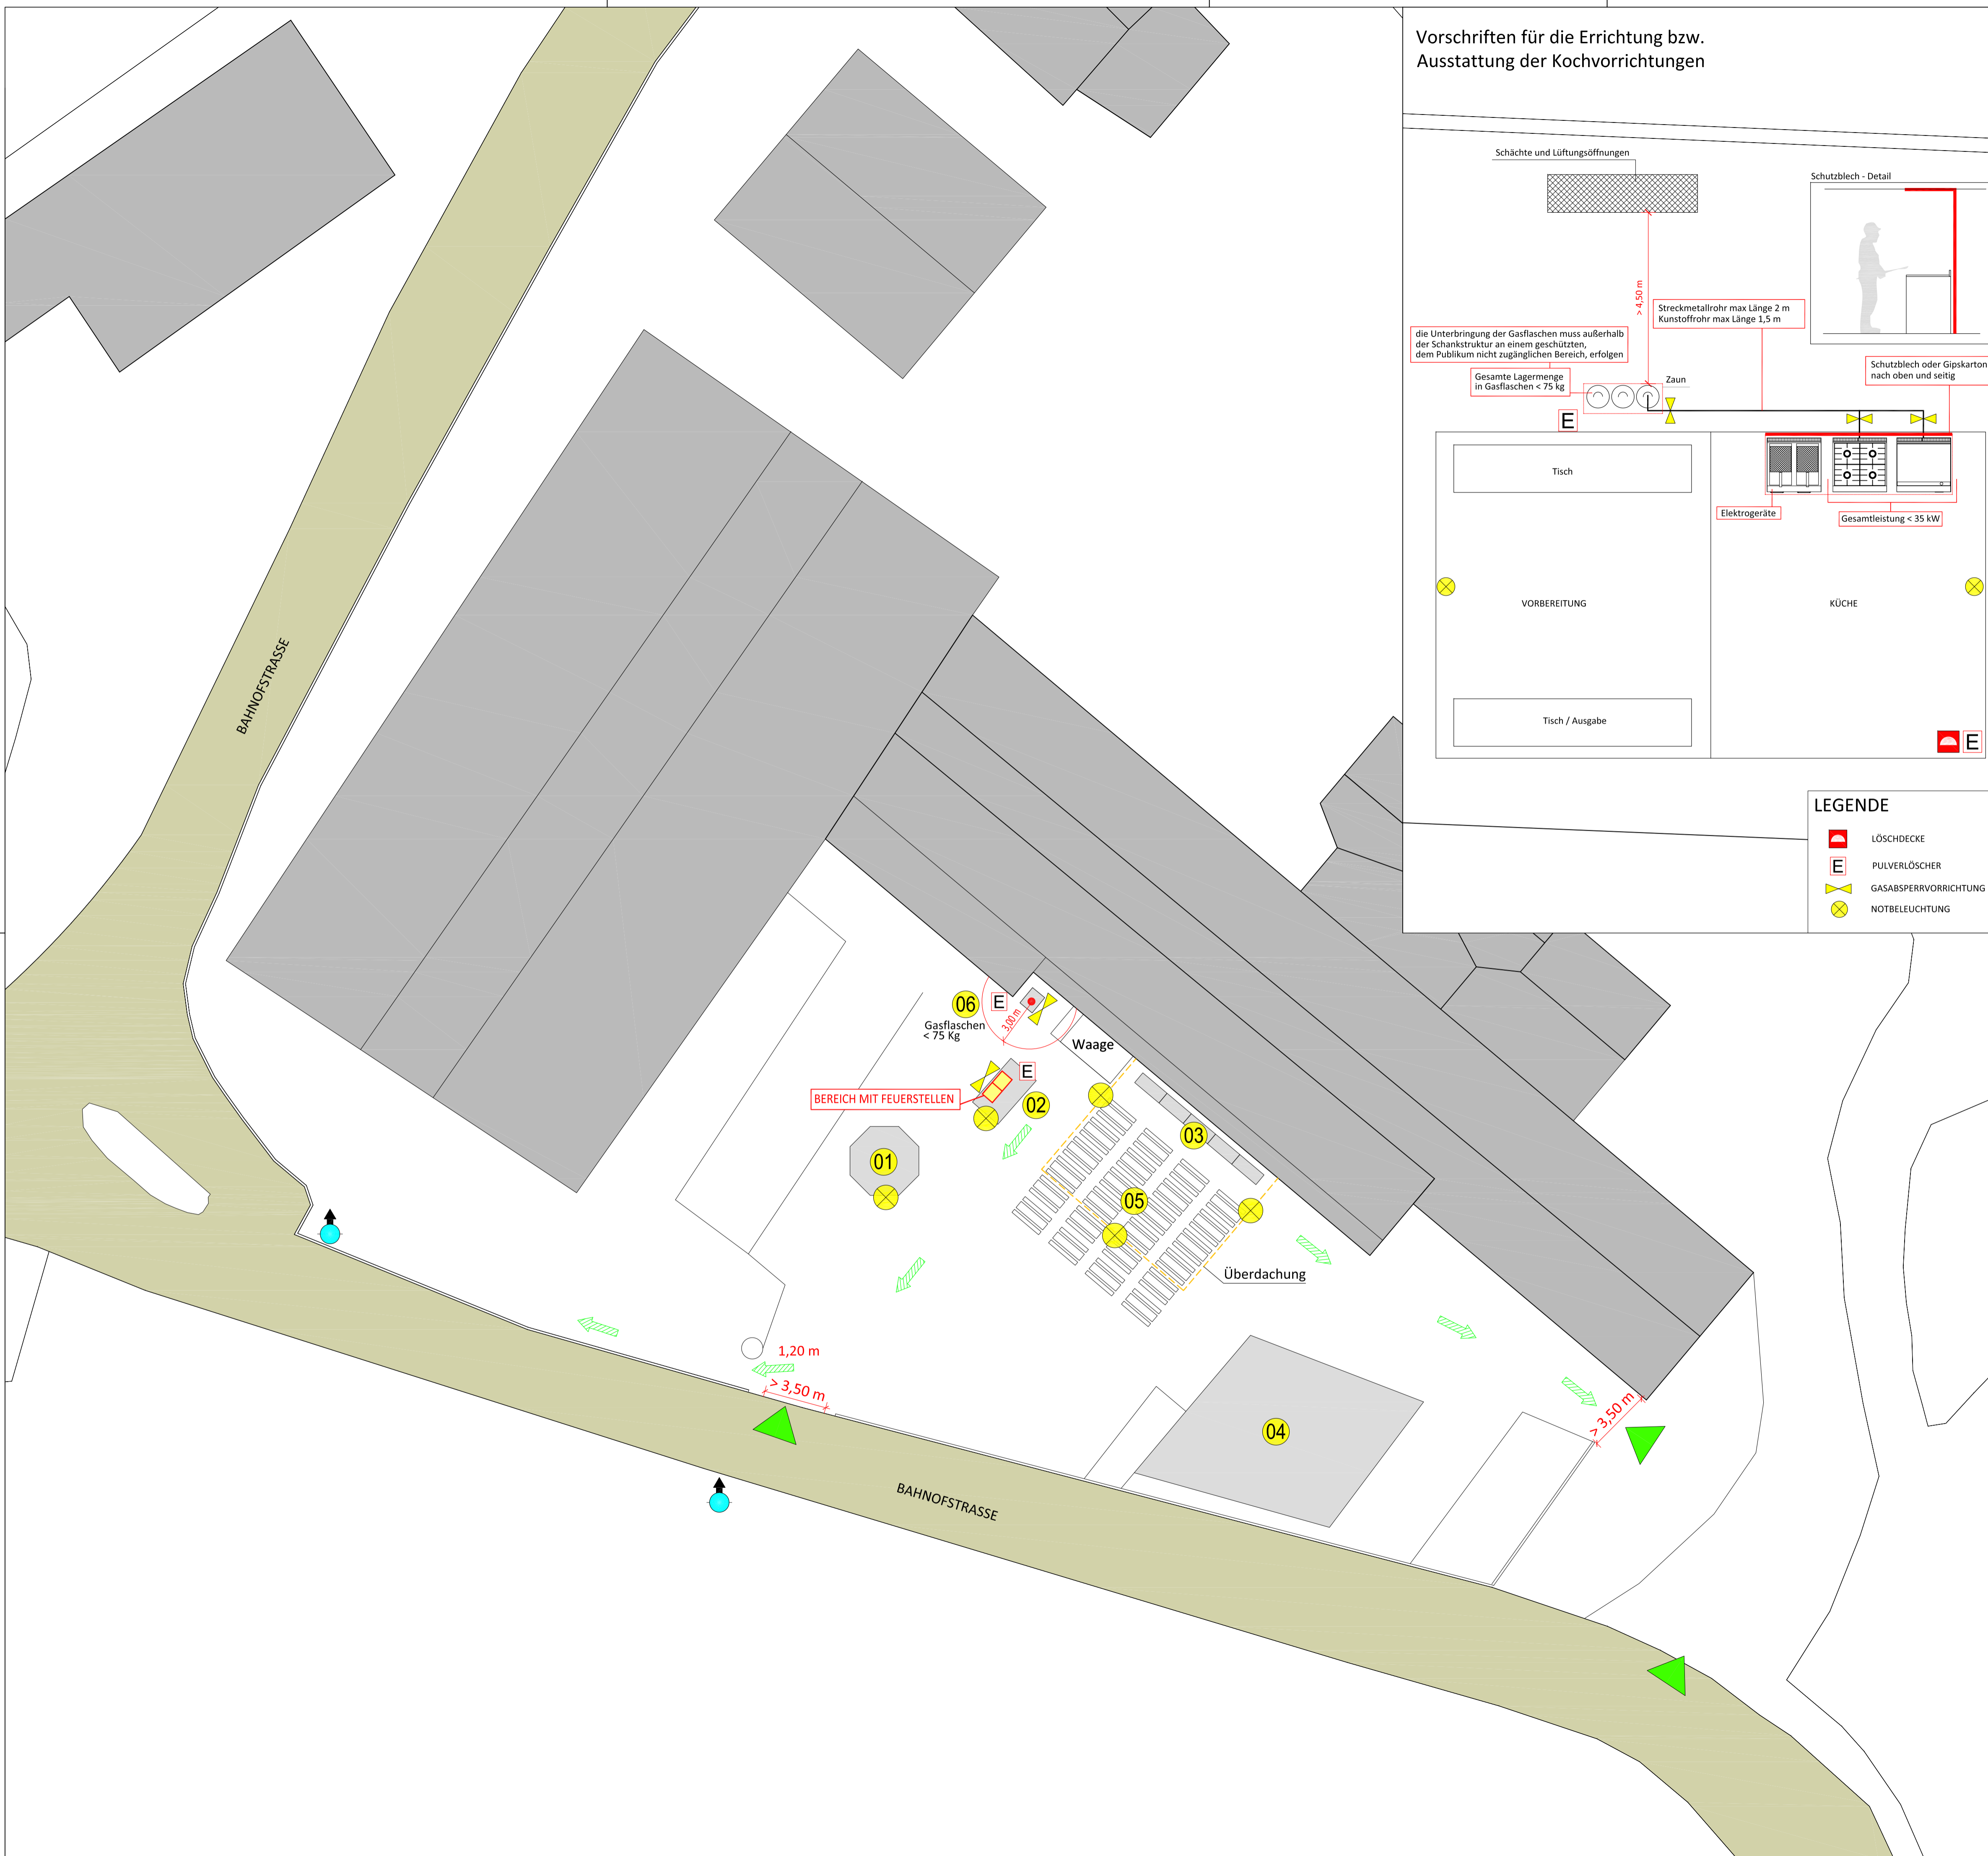 Vorschriften für die Errichtung bzw.
Ausstattung der Kochvorrichtungen
Schächte und Lüftungsöffnungen
Schutzblech - Detail
> 4,50 m
Streckmetallrohr max Länge 2 m
Kunstoffrohr max Länge 1,5 m
die Unterbringung der Gasflaschen muss außerhalb
der Schankstruktur an einem geschützten,
dem Publikum nicht zugänglichen Bereich, erfolgen
Gesamte Lagermenge
in Gasflaschen < 75 kg
Zaun
Schutzblech oder Gipskarton
nach oben und seitig
E
Tisch
Elektrogeräte
Gesamtleistung < 35 kW
VORBEREITUNG
KÜCHE
Tisch / Ausgabe
E
LEGENDE
LÖSCHDECKE
E PULVERLÖSCHER
GASABSPERRVORRICHTUNG
NOTBELEUCHTUNG
BAHNOFSTRASSE
06
E
Gasflaschen
< 75 Kg
3,00 m
Waage
E
BEREICH MIT FEUERSTELLEN
02
03
01
05
Überdachung
1,20 m
> 3,50 m
04
> 3,50 m
BAHNOFSTRASSE